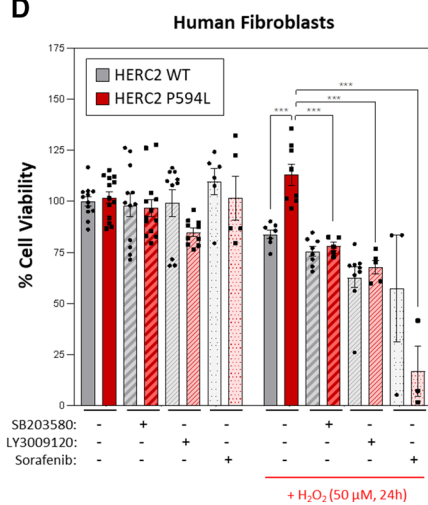 D
Human Fibroblasts
% Cell Viability
175
150
125
100
75
50
25
0
HERC2 WT
HERC2 P594L
***
***
***
***
SB203580: - + - - - + - -
LY3009120: - - + - - - + -
Sorafenib: - - - + - - - +
+ H₂O₂ (50 µM, 24h)